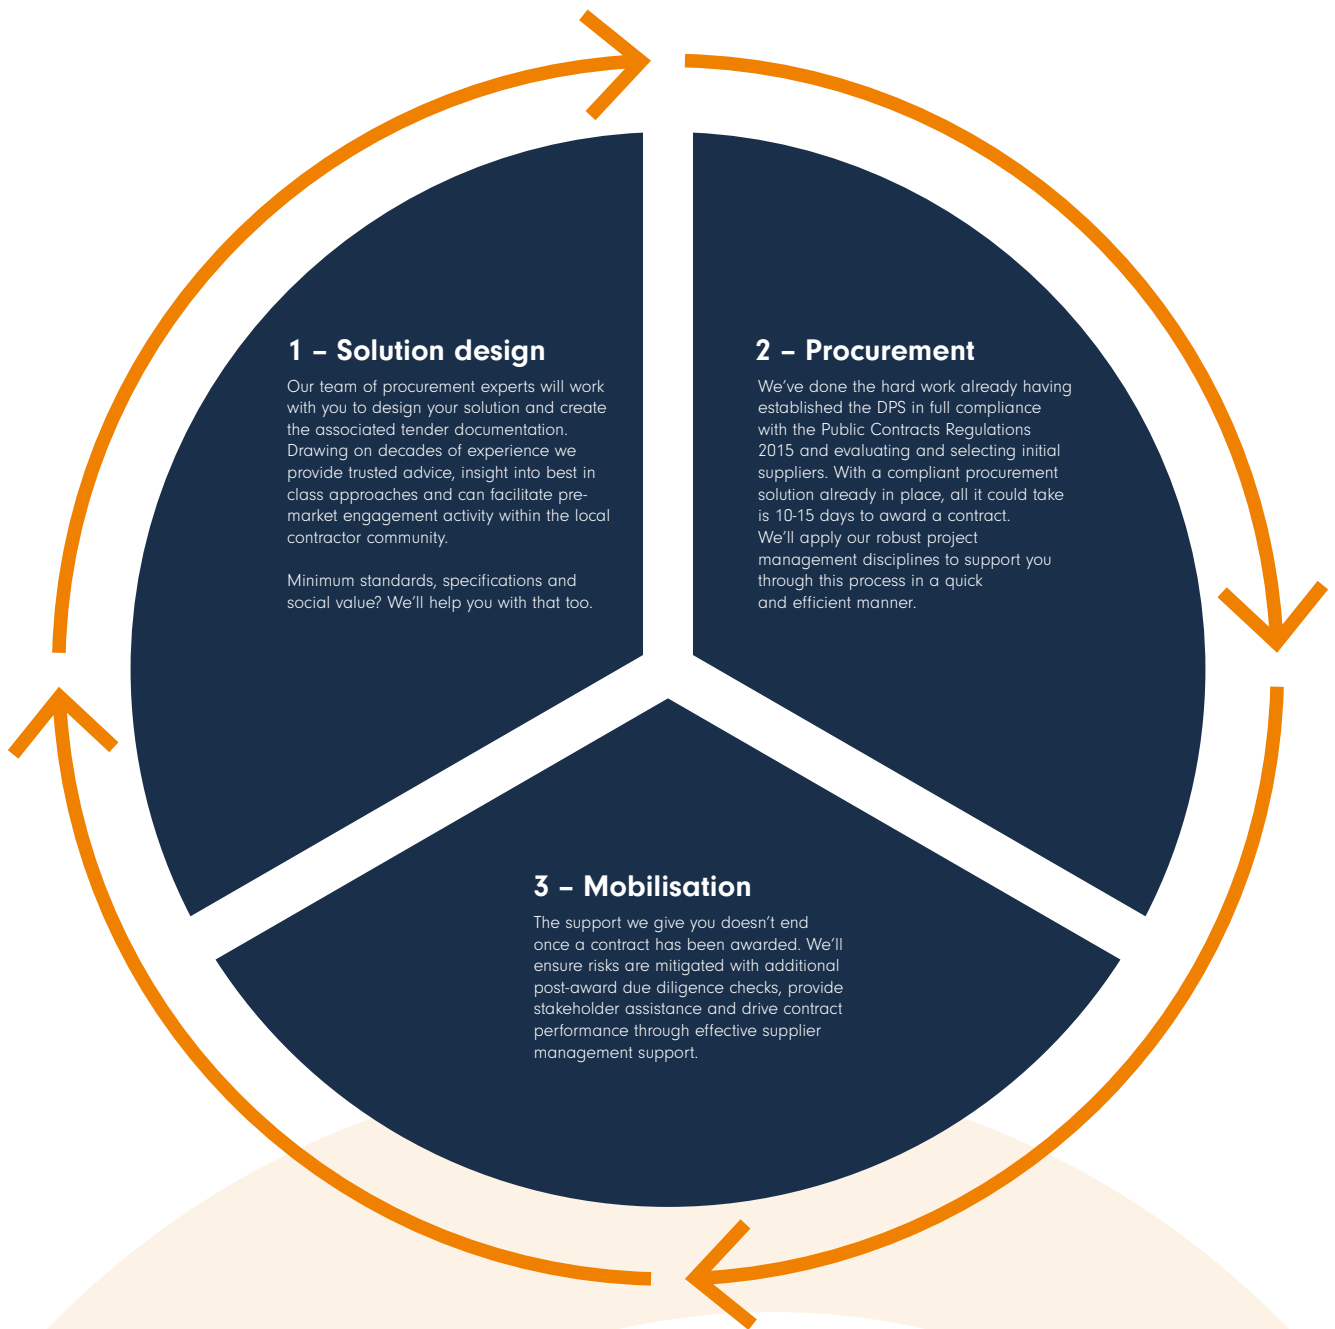 1 – Solution design
Our team of procurement experts will work
with you to design your solution and create
the associated tender documentation.
Drawing on decades of experience we
provide trusted advice, insight into best in
class approaches and can facilitate pre-
market engagement activity within the local
contractor community.
Minimum standards, specifications and
social value? We’ll help you with that too.
2 – Procurement
We’ve done the hard work already having
established the DPS in full compliance
with the Public Contracts Regulations
2015 and evaluating and selecting initial
suppliers. With a compliant procurement
solution already in place, all it could take
is 10-15 days to award a contract.
We’ll apply our robust project
management disciplines to support you
through this process in a quick
and efficient manner.
3 – Mobilisation
The support we give you doesn’t end
once a contract has been awarded. We’ll
ensure risks are mitigated with additional
post-award due diligence checks, provide
stakeholder assistance and drive contract
performance through effective supplier
management support.